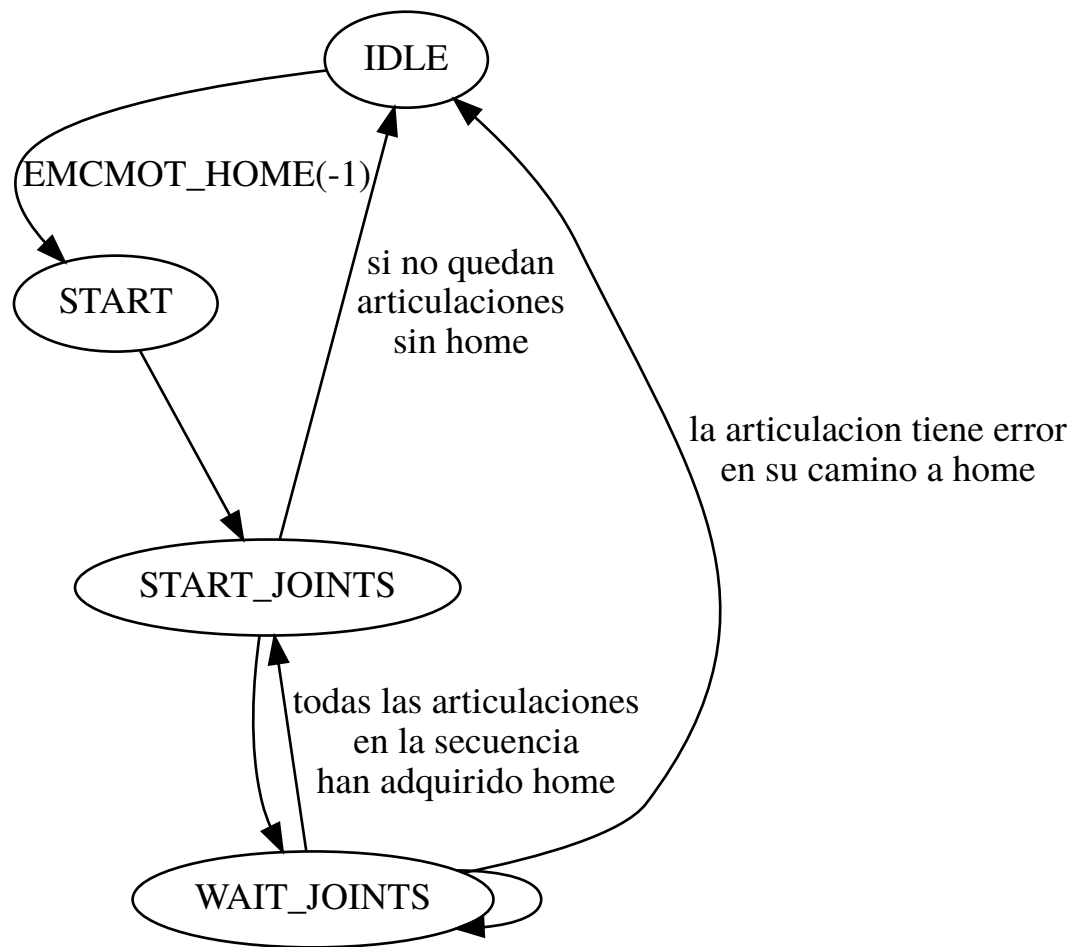 IDLE
EMCMOT_HOME(-1)
si no quedan
articulaciones
sin home
START
la articulacion tiene error
en su camino a home
START_JOINTS
todas las articulaciones
en la secuencia
han adquirido home
WAIT_JOINTS